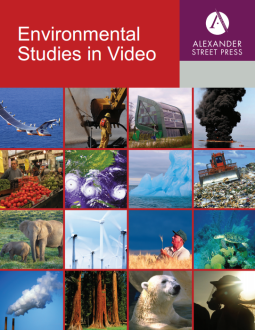 Environmental
Studies in Video
ALEXANDER
STREET PRESS